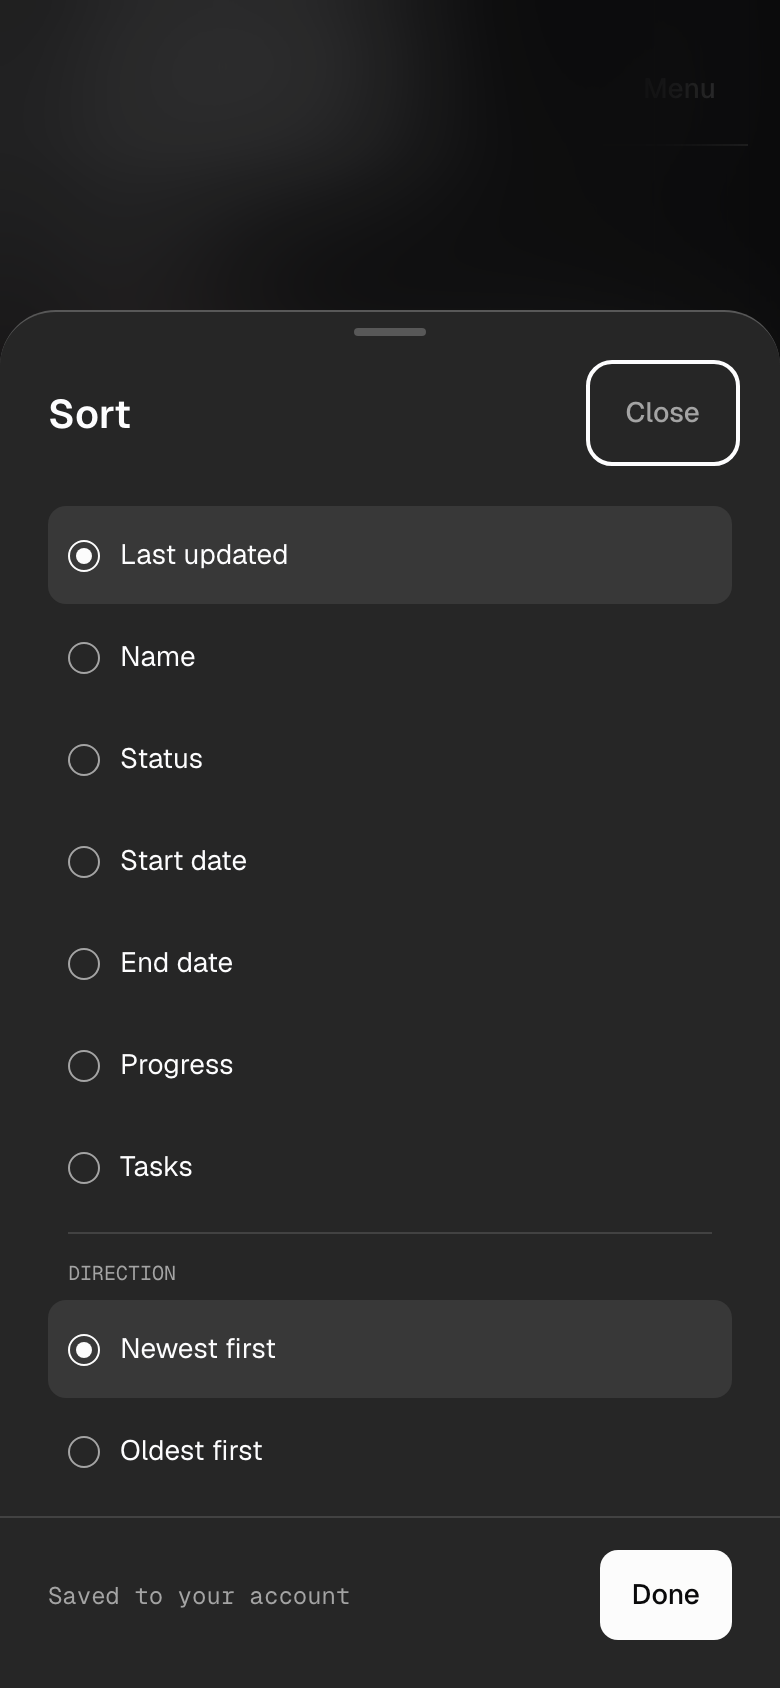 Menu
Sort
Close
Last updated
Name
Status
Start date
End date
Progress
Tasks
DIRECTION
Newest first
Oldest first
Saved to your account
Done